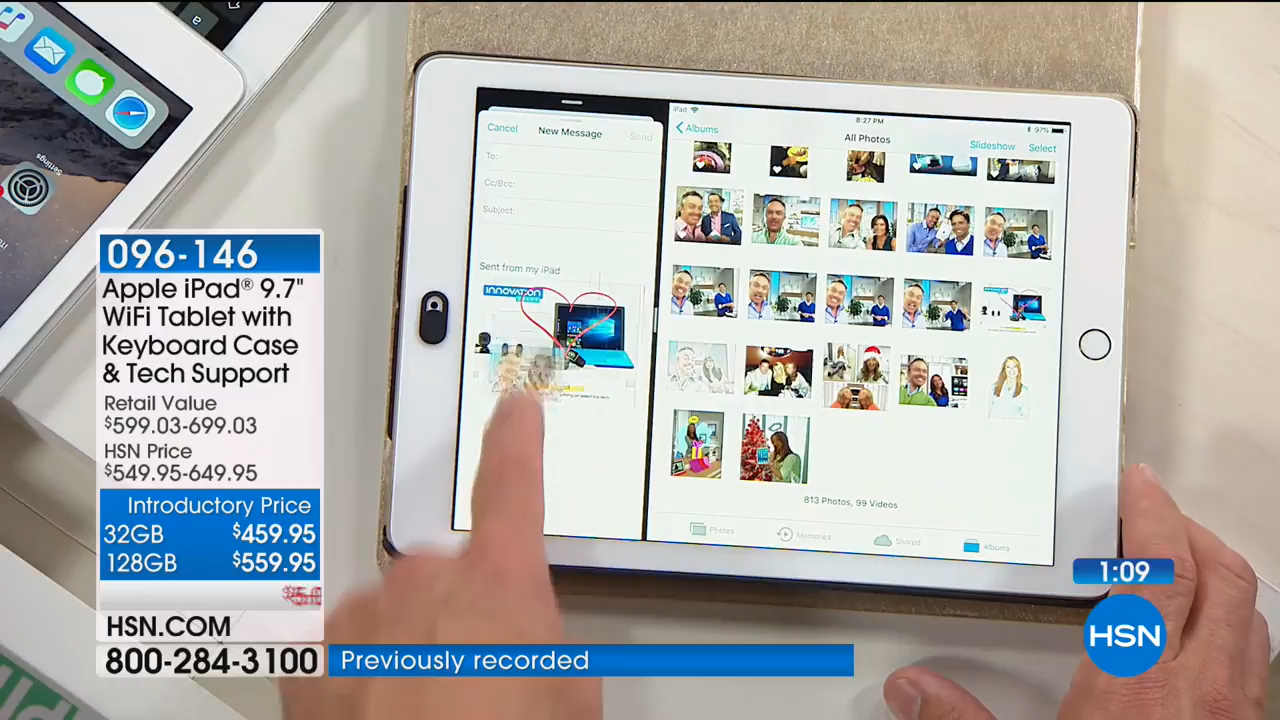 Settings
096-146
Apple iPad® 9.7"
WiFi Tablet with
Keyboard Case
& Tech Support
Retail Value
$599.03-699.03
HSN Price
$549.95-649.95
Introductory Price
32GB $459.95
128GB $559.95
HSN.COM
800-284-3100
Previously recorded
1:09
HSN
Cancel
New Message
Send
To:
Cc/Bcc:
Subject:
Sent from my iPad
INNOVATION
iPad
8:27 PM
97%
Albums
All Photos
Slideshow
Select
813 Photos, 99 Videos
Photos
Memories
Shared
Albums